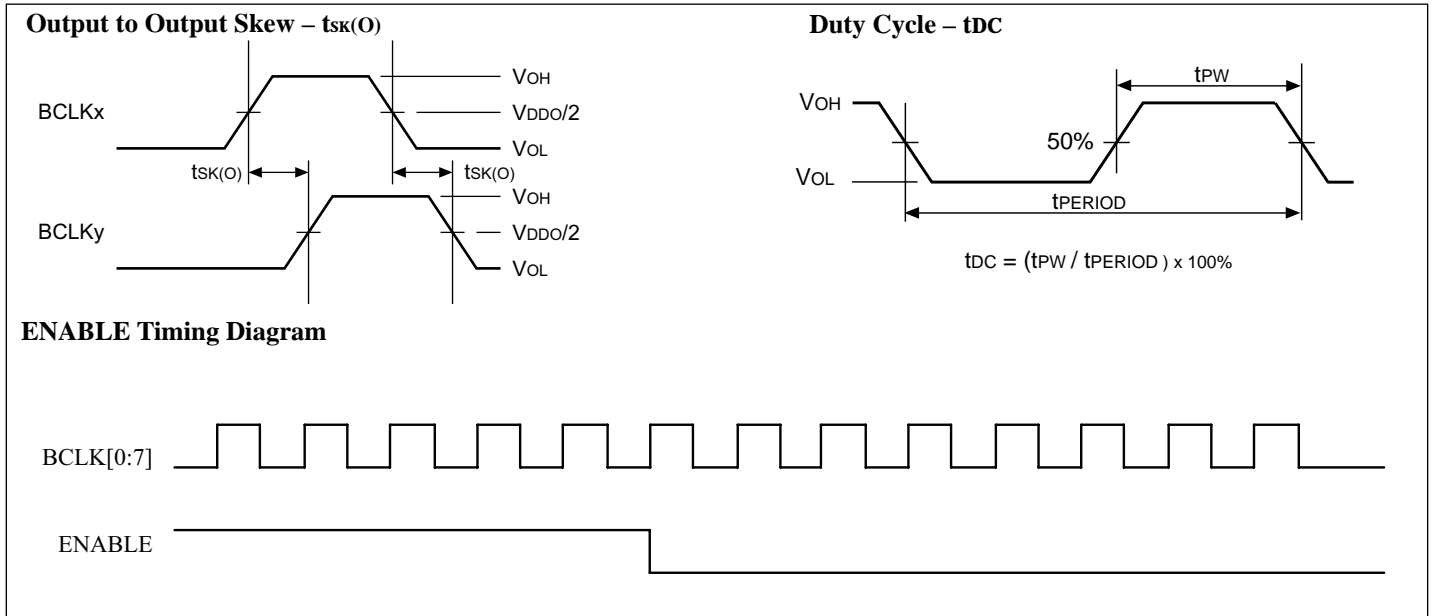 Output to Output Skew – tSK(O)
BCLKx
VOH
VDDO/2
VOL
tSK(O)
tSK(O)
BCLKy
VOH
VDDO/2
VOL
Duty Cycle – tDC
tPW
VOH
50%
VOL
tPERIOD
tDC = (tPW / tPERIOD ) x 100%
ENABLE Timing Diagram
BCLK[0:7]
ENABLE